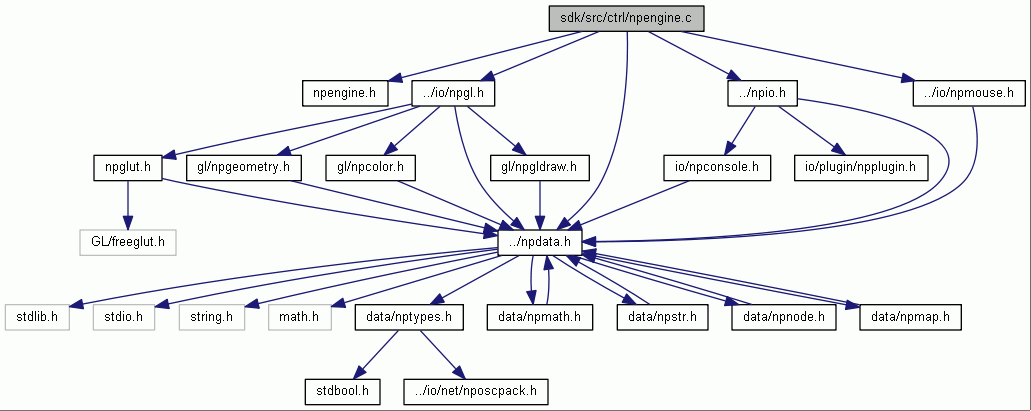 sdk/src/ctrl/npengine.c
npengine.h
../io/npgl.h
../npio.h
../io/npmouse.h
npglut.h
gl/npgeometry.h
gl/npcolor.h
gl/npgldraw.h
io/npconsole.h
io/plugin/npplugin.h
GL/freeglut.h
../npdata.h
stdlib.h
stdio.h
string.h
math.h
data/nptypes.h
data/npmath.h
data/npstr.h
data/npnode.h
data/npmap.h
stdbool.h
../io/net/nposcpack.h